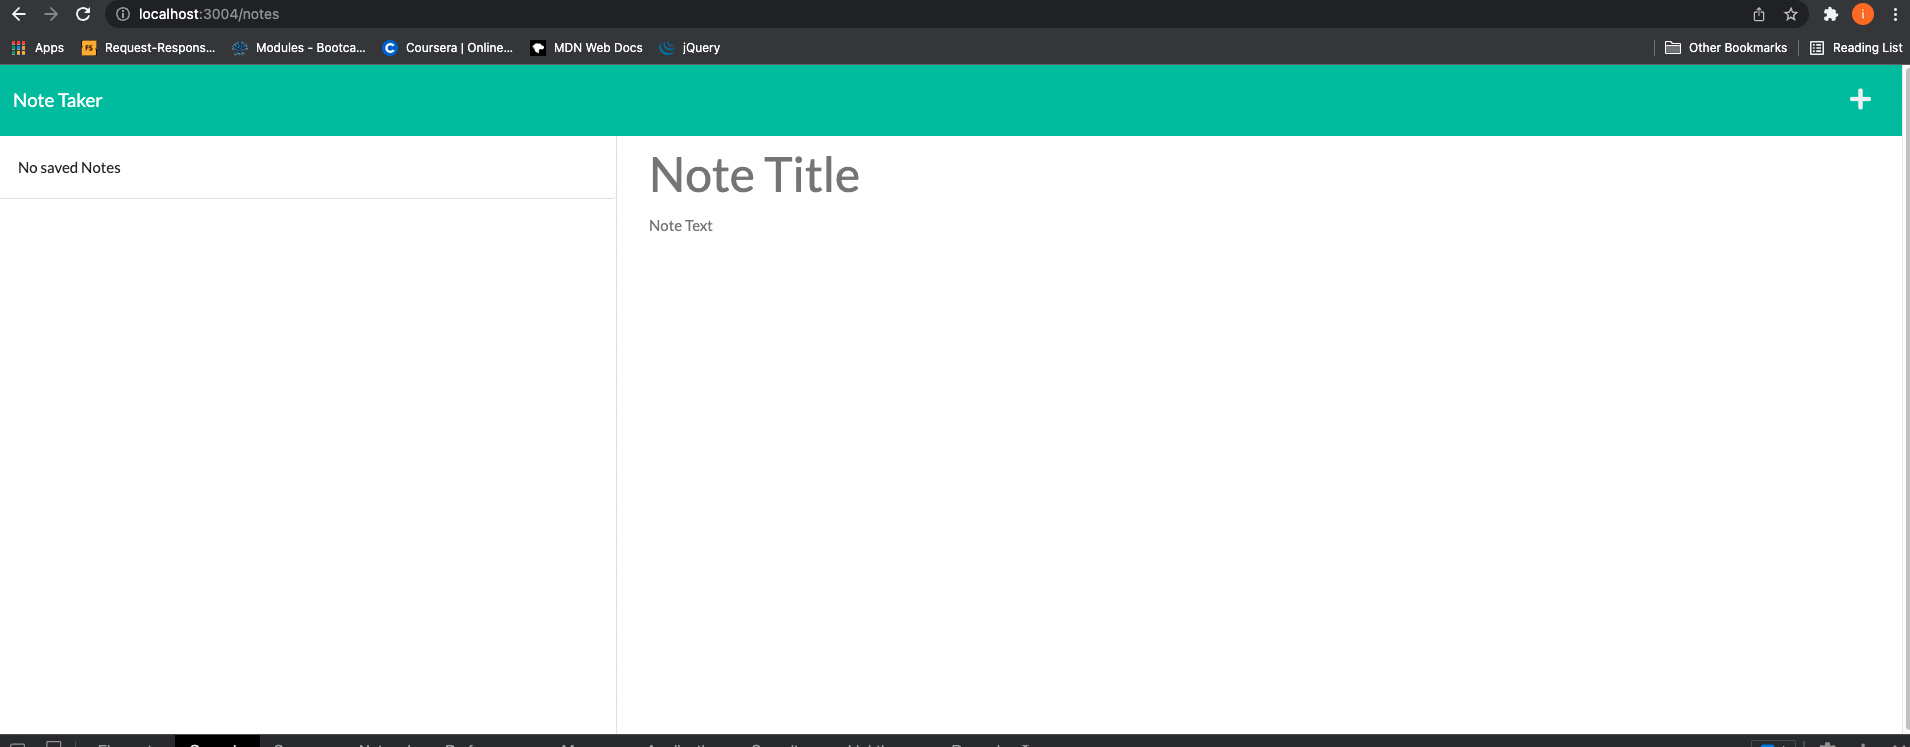 localhost:3004/notes
Apps FS Request-Respons... Modules - Bootca... C Coursera | Online... MDN Web Docs jQuery Other Bookmarks Reading List
Note Taker
No saved Notes
Note Title
Note Text